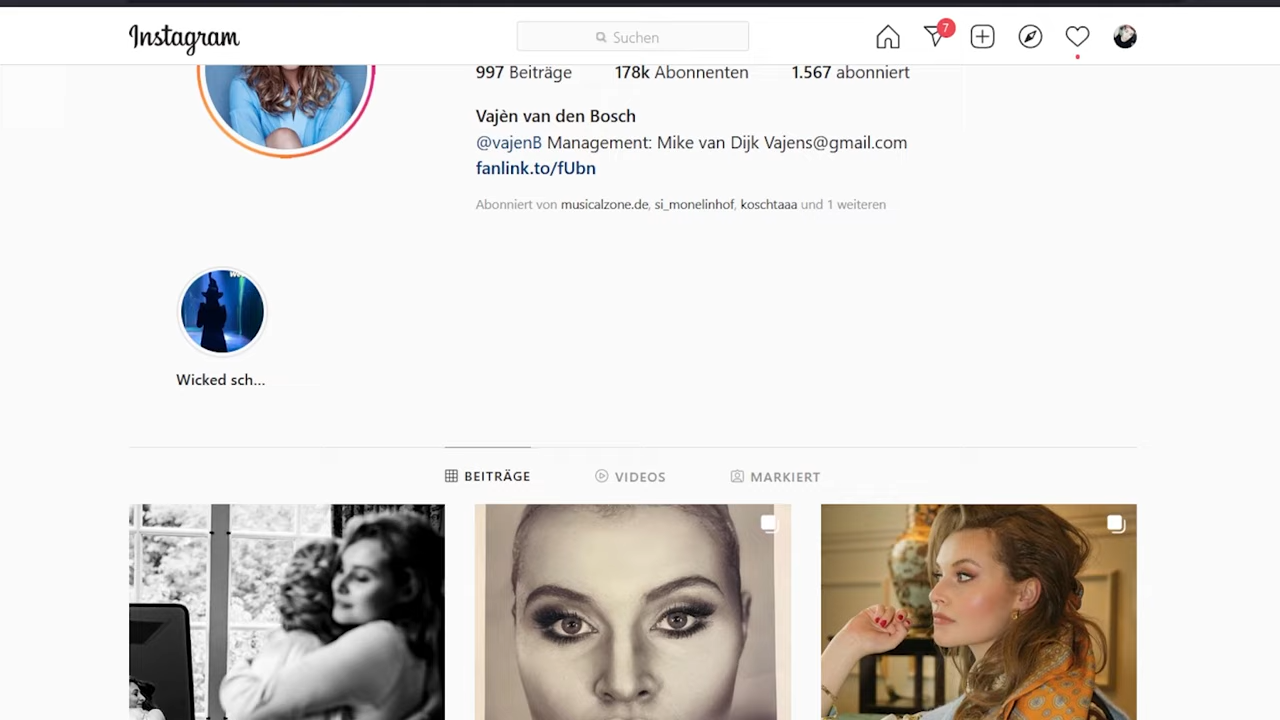 Instagram
Suchen
7
997 Beiträge 178k Abonnenten 1.567 abonniert
Vajèn van den Bosch
@vajenB Management: Mike van Dijk Vajens@gmail.com
fanlink.to/fUbn
Abonniert von musicalzone.de, si_monelinhof, koschtaaa und 1 weiteren
Wicked sch...
BEITRÄGE VIDEOS MARKIERT